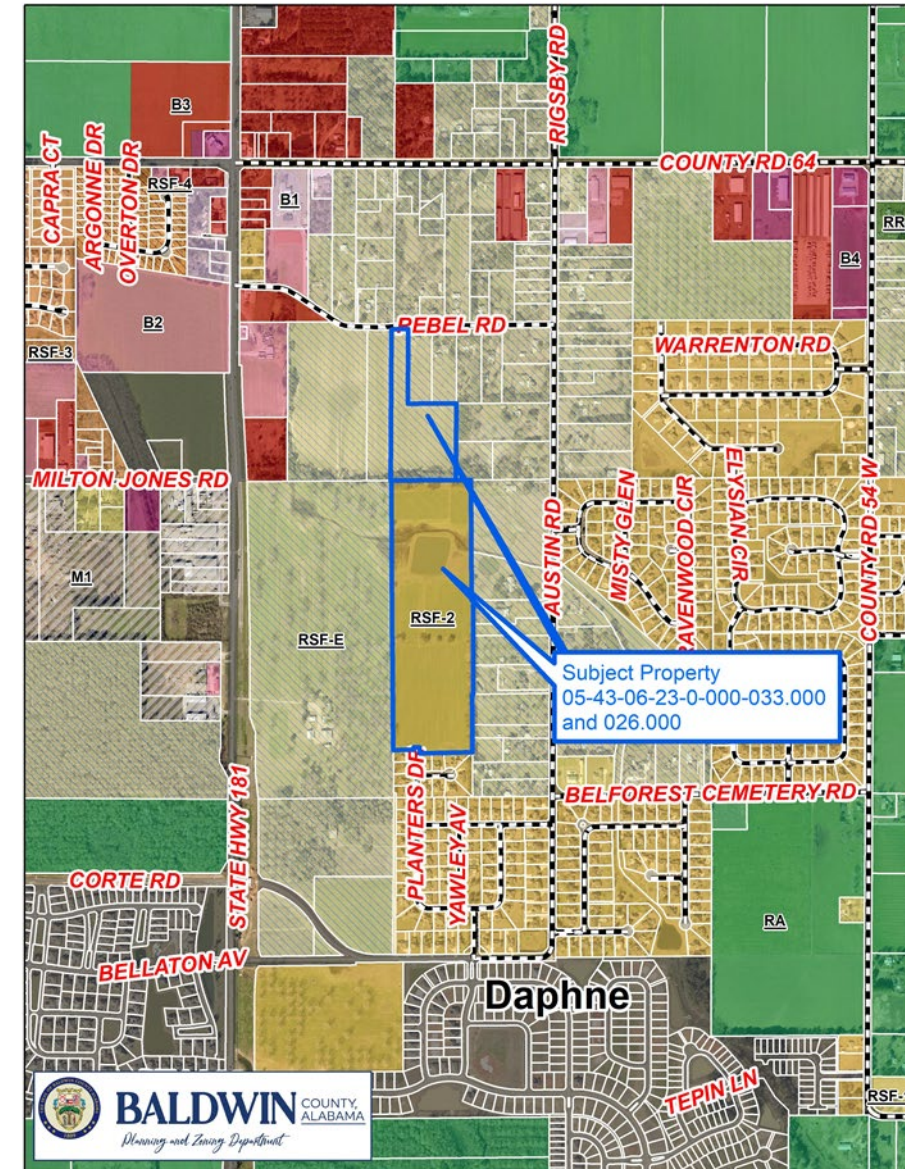 RIGSBY RD
B3
COUNTY RD 64
CAPRA CT
ARGONNE DR
OVERTON DR
RSF-4
B1
RR
B4
B2
REBEL RD
RSF-3
WARRENTON RD
MILTON JONES RD
AUSTIN RD
MISTY GLEN
RAVENWOOD CIR
ELYSIAN CIR
COUNTY RD 54 W
M1
RSF-E
RSF-2
Subject Property
05-43-06-23-0-000-033.000
and 026.000
STATE HWY 181
PLANTERS DR
YAWLEY AV
BELFOREST CEMETERY RD
CORTE RD
RA
BELLATON AV
Daphne
TEPIN LN
BALDWIN COUNTY, ALABAMA
Planning and Zoning Department